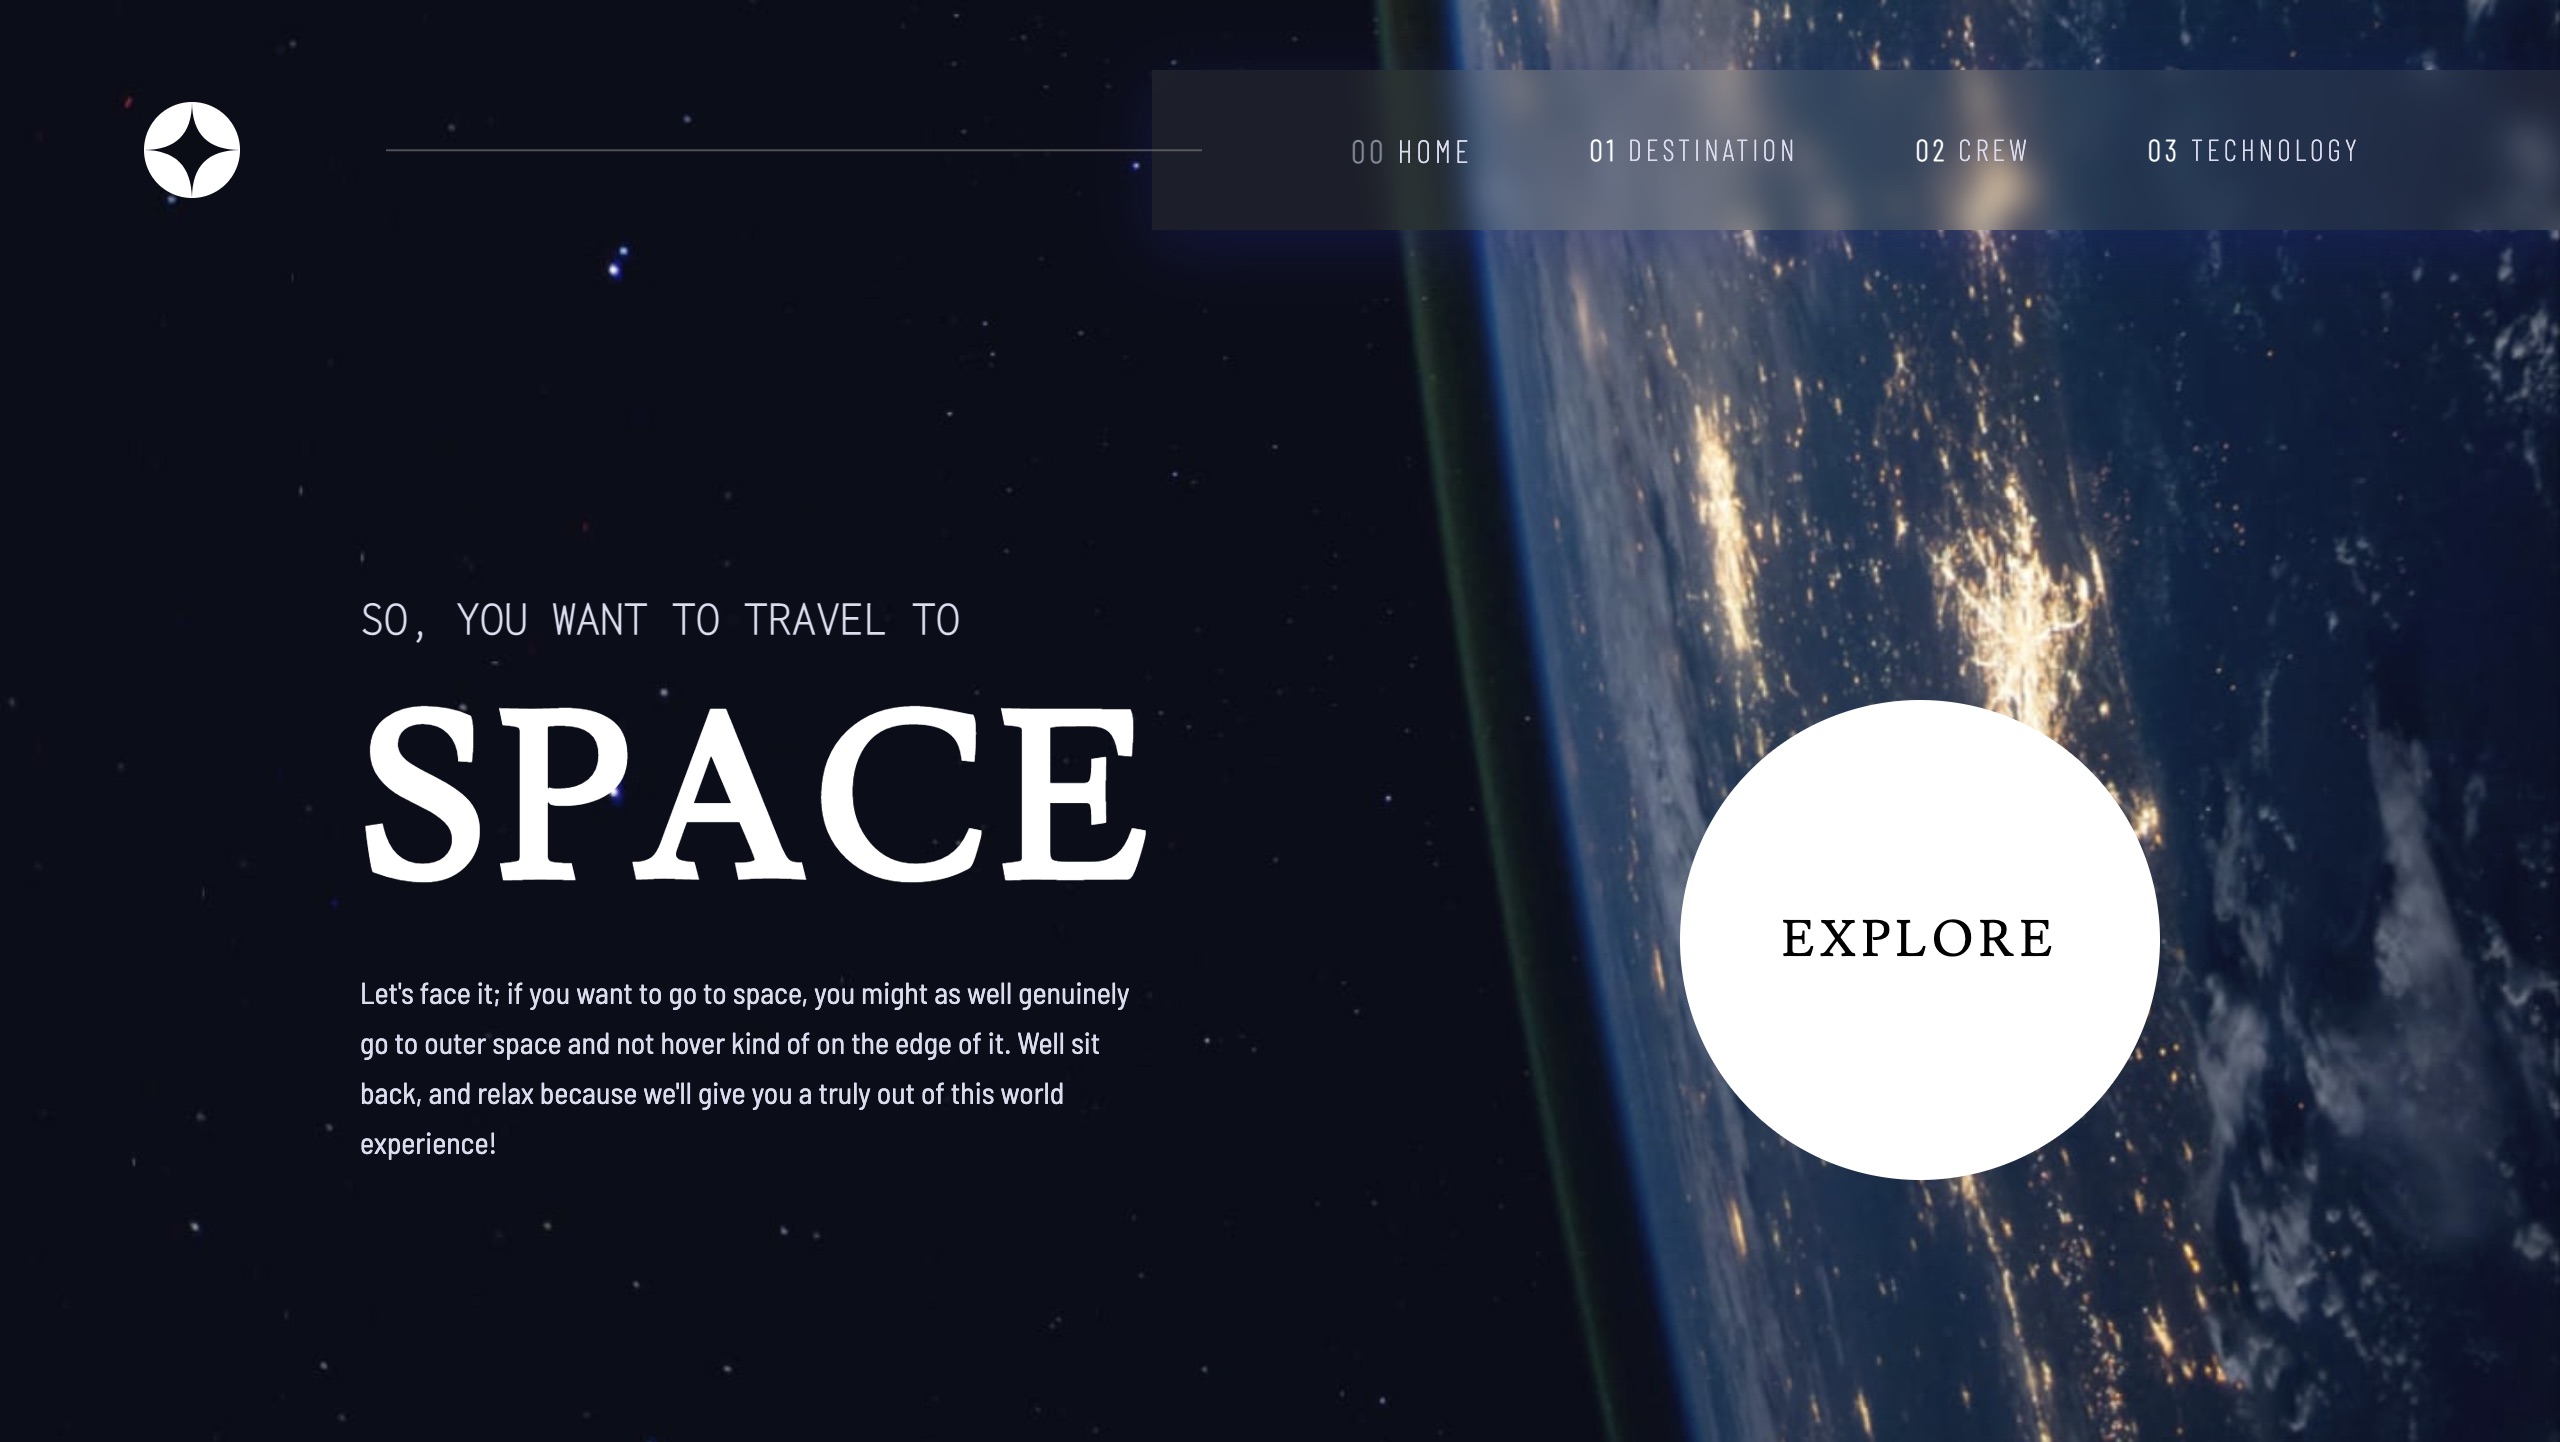 00 HOME 01 DESTINATION 02 CREW 03 TECHNOLOGY
SO, YOU WANT TO TRAVEL TO
SPACE
Let's face it; if you want to go to space, you might as well genuinely
go to outer space and not hover kind of on the edge of it. Well sit
back, and relax because we'll give you a truly out of this world
experience!
EXPLORE